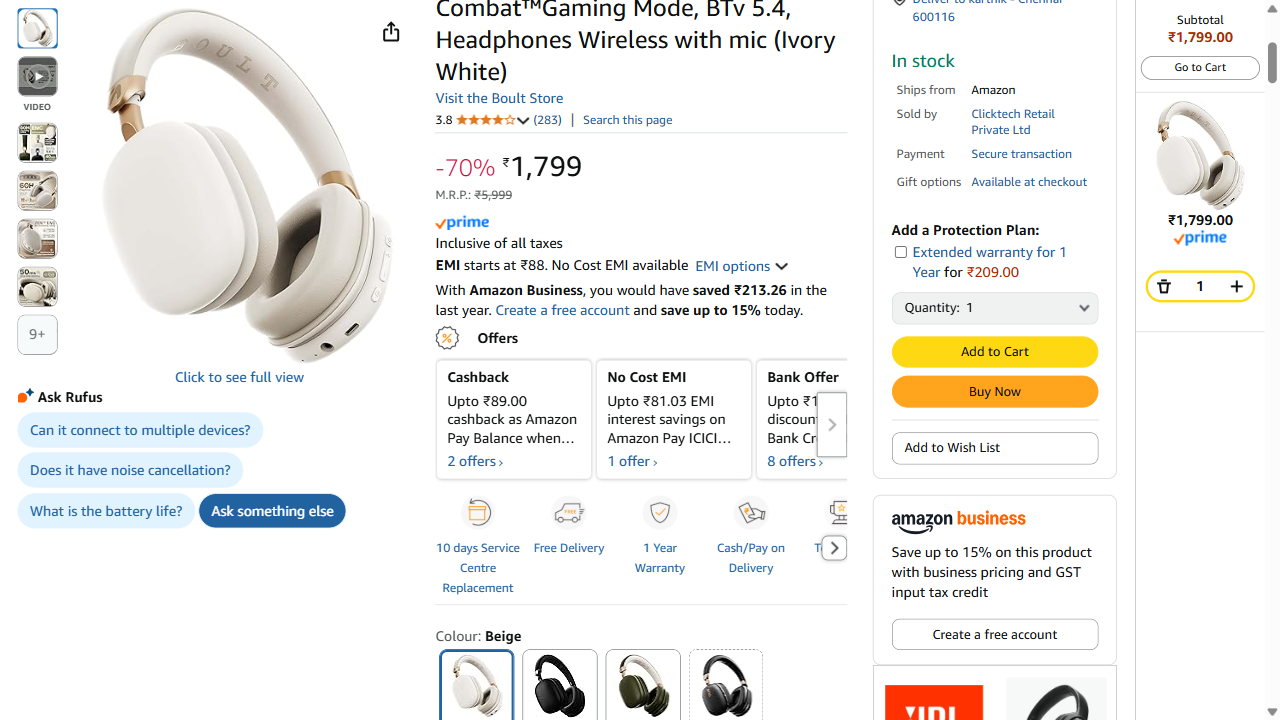 BOULT
VIDEO
9+
Click to see full view
Ask Rufus
Can it connect to multiple devices?
Does it have noise cancellation?
What is the battery life?
Ask something else
Combat™Gaming Mode, BTv 5.4,
Headphones Wireless with mic (Ivory
White)
Visit the Boult Store
3.8 (283) | Search this page
-70% ₹1,799
M.R.P.: ₹5,999
prime
Inclusive of all taxes
EMI starts at ₹88. No Cost EMI available EMI options
With Amazon Business, you would have saved ₹213.26 in the
last year. Create a free account and save up to 15% today.
Offers
Cashback
Upto ₹89.00
cashback as Amazon
Pay Balance when…
2 offers ›
No Cost EMI
Upto ₹81.03 EMI
interest savings on
Amazon Pay ICICI…
1 offer ›
Bank Offer
Upto ₹1
discoun
Bank Cr
8 offers ›
10 days Service
Centre
Replacement
Free Delivery
1 Year
Warranty
Cash/Pay on
Delivery
Colour: Beige
600116
In stock
Ships from Amazon
Sold by Clicktech Retail
Private Ltd
Payment Secure transaction
Gift options Available at checkout
Add a Protection Plan:
Extended warranty for 1
Year for ₹209.00
Quantity: 1
Add to Cart
Buy Now
Add to Wish List
amazon business
Save up to 15% on this product
with business pricing and GST
input tax credit
Create a free account
Subtotal
₹1,799.00
Go to Cart
₹1,799.00
prime
1